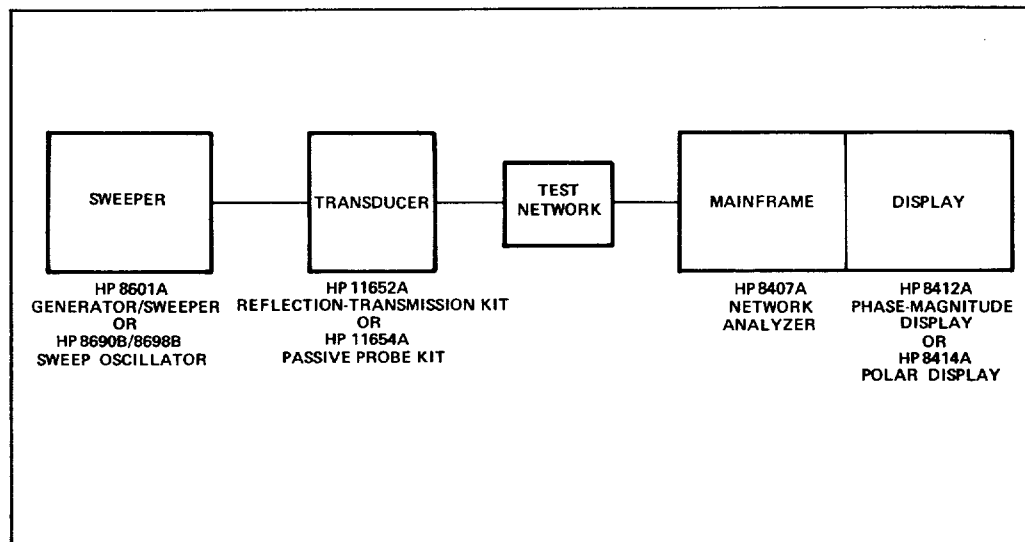 SWEEPER
TRANSDUCER
TEST
NETWORK
MAINFRAME
DISPLAY
HP 8601A
GENERATOR/SWEEPER
OR
HP 8690B/8698B
SWEEP OSCILLATOR
HP 11652A
REFLECTION-TRANSMISSION KIT
OR
HP 11654A
PASSIVE PROBE KIT
HP 8407A
NETWORK
ANALYZER
HP 8412A
PHASE-MAGNITUDE
DISPLAY
OR
HP 8414A
POLAR DISPLAY